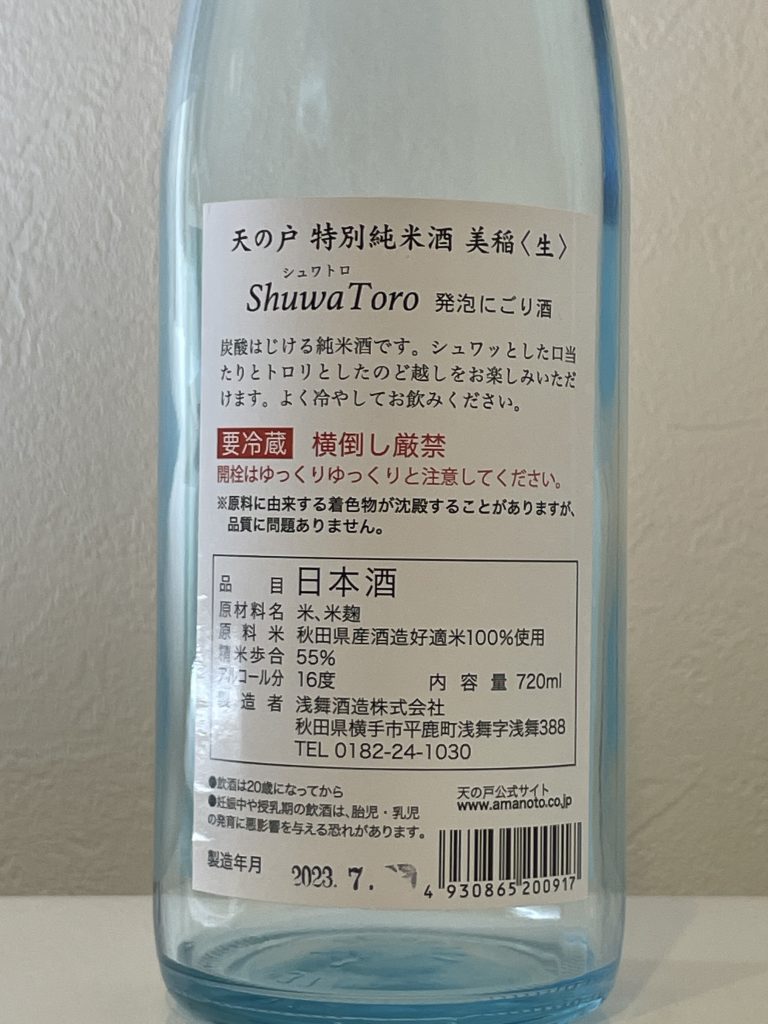 天の戸 特別純米酒 美稲〈生〉
シュワトロ
ShuwaToro 発泡にごり酒
炭酸はじける純米酒です。シュワッとした口当
たりとトロリとしたのど越しをお楽しみいただ
けます。よく冷やしてお飲みください。
要冷蔵 横倒し厳禁
開栓はゆっくりゆっくりと注意してください。
※原料に由来する着色物が沈殿することがありますが、
品質に問題ありません。
品目 日本酒
原材料名 米、米麹
原料米 秋田県産酒造好適米100%使用
精米歩合 55%
アルコール分 16度 内容量 720ml
製造者 浅舞酒造株式会社
秋田県横手市平鹿町浅舞字浅舞388
TEL 0182-24-1030
●飲酒は20歳になってから
●妊娠中や授乳期の飲酒は、胎児・乳児
の発育に悪影響を与える恐れがあります。
天の戸公式サイト
www.amanoto.co.jp
製造年月 2023. 7.
4 930865 200917